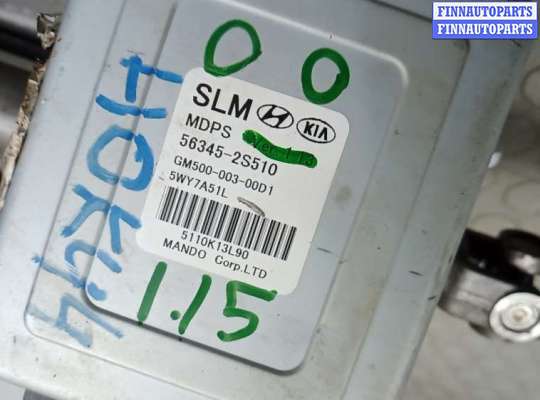 FINNAUTOPARTS
FINNAUTOPARTS
0 0
SLM HYUNDAI KIA
MDPS
56345-2S510
GM500-003-00D1
5WY7A51L
5110K13L90
MANDO Corp.LTD
1.15